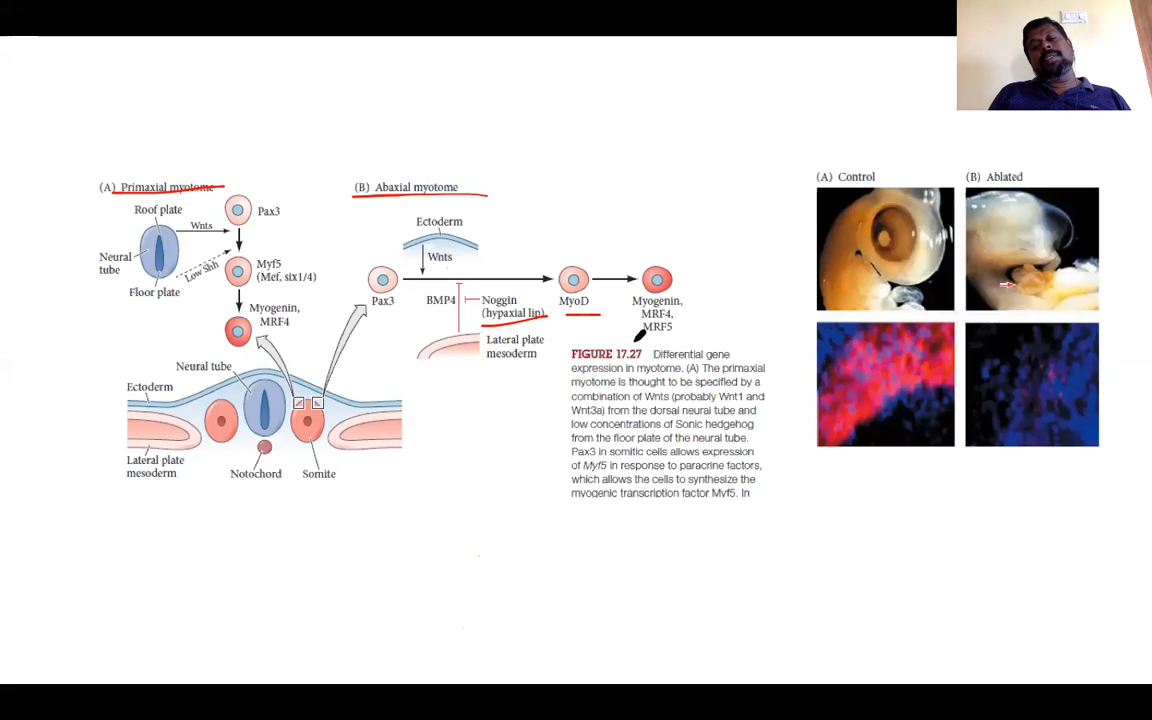 (A) Primaxial myotome
Roof plate
Wnts
Pax3
Neural
tube
Low Shh
Floor plate
Myf5
(Mef, six1/4)
Myogenin,
MRF4
(B) Abaxial myotome
Ectoderm
Wnts
Pax3
BMP4
Noggin
(hypaxial lip)
MyoD
Myogenin,
MRF4,
MRF5
Lateral plate
mesoderm
Neural tube
Ectoderm
Lateral plate
mesoderm
Notochord
Somite
FIGURE 17.27 Differential gene
expression in myotome. (A) The primaxial
myotome is thought to be specified by a
combination of Wnts (probably Wnt1 and
Wnt3a) from the dorsal neural tube and
low concentrations of Sonic hedgehog
from the floor plate of the neural tube.
Pax3 in somitic cells allows expression
of Myf5 in response to paracrine factors,
which allows the cells to synthesize the
myogenic transcription factor Myf5. In
(A) Control
(B) Ablated